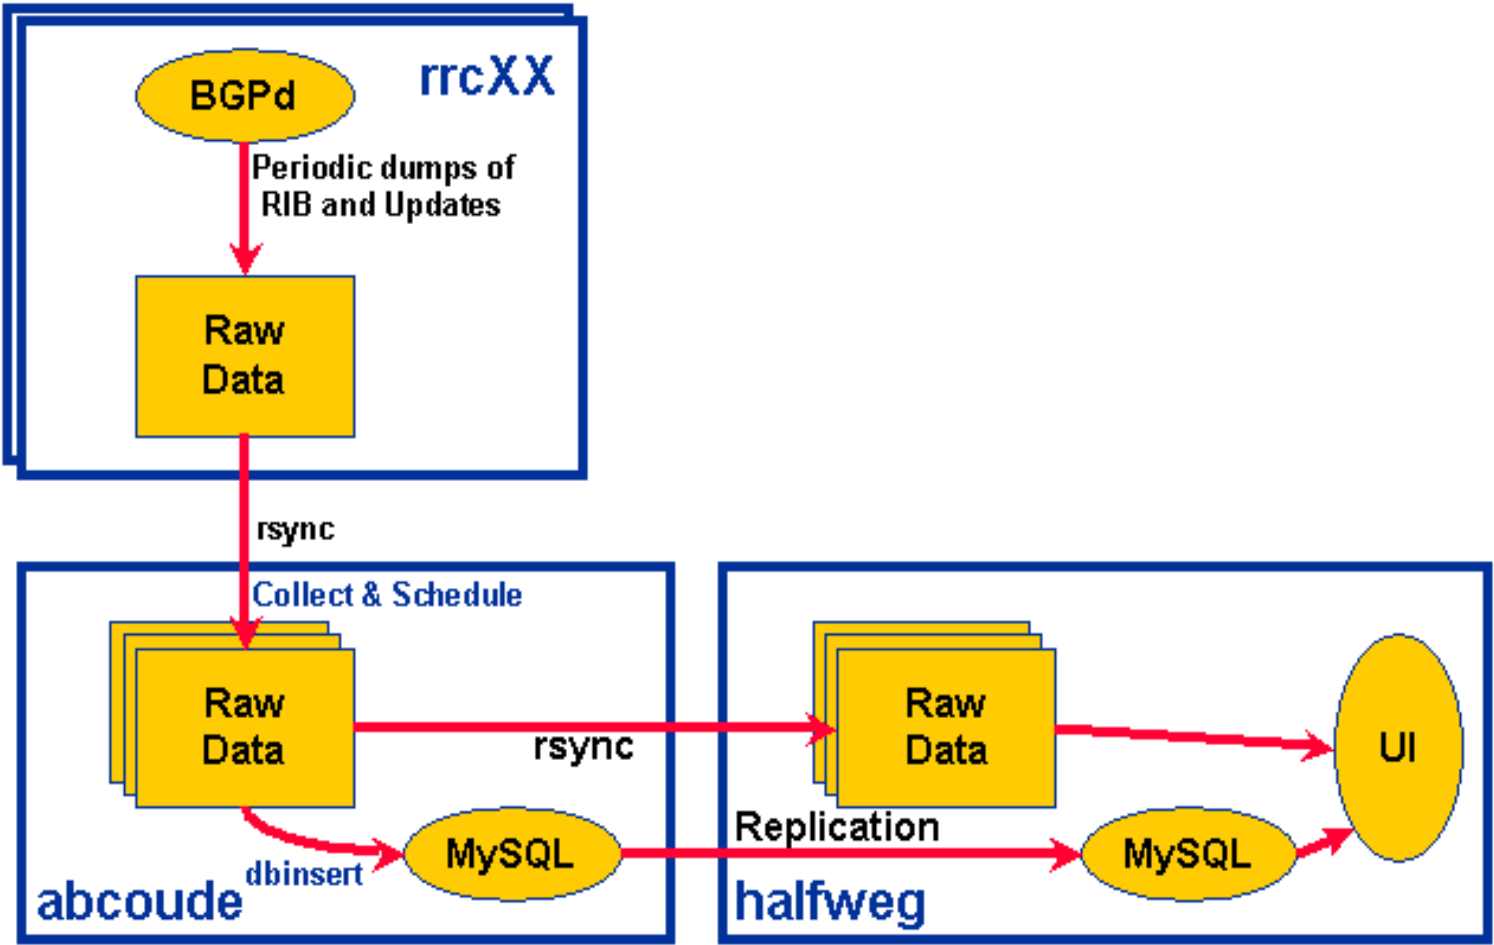 rrcXX
BGPd
Periodic dumps of
RIB and Updates
Raw
Data
rsync
Collect & Schedule
Raw
Data
rsync
Raw
Data
UI
Replication
MySQL
MySQL
dbinsert
abcoude
halfweg